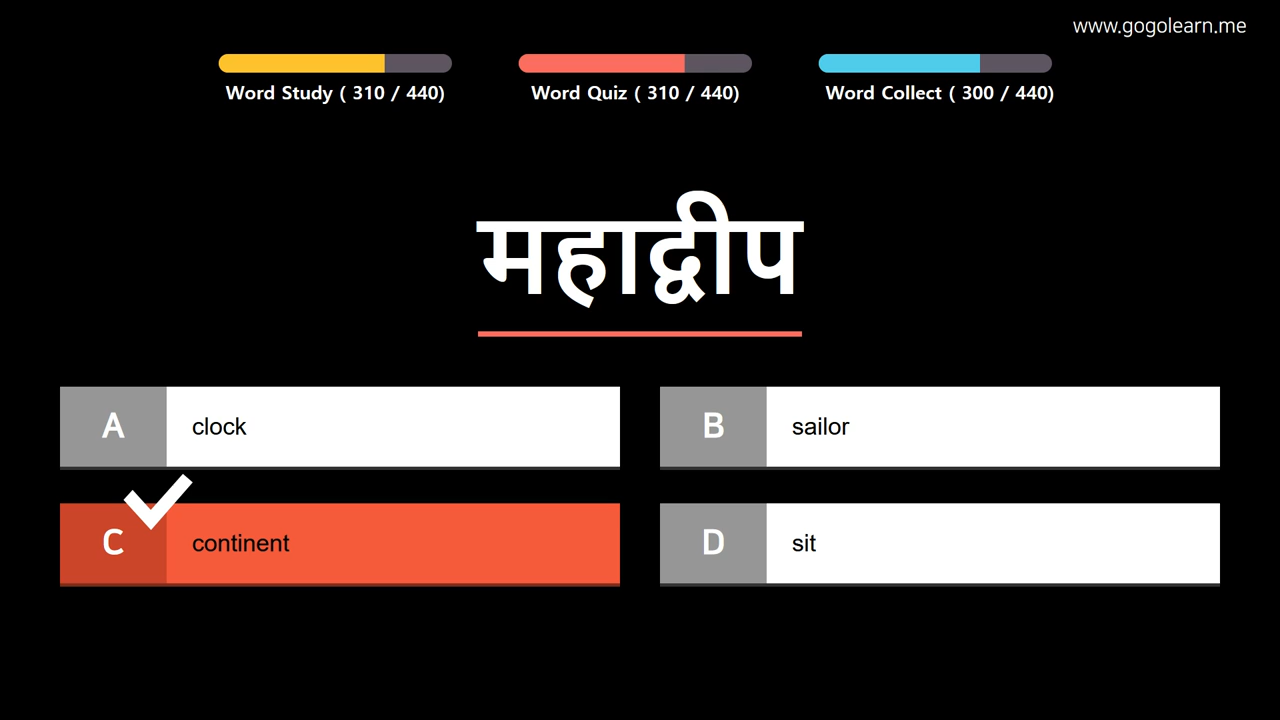 www.gogolearn.me
Word Study ( 310 / 440)
Word Quiz ( 310 / 440)
Word Collect ( 300 / 440)
महाद्वीप
A clock
B sailor
C continent
D sit